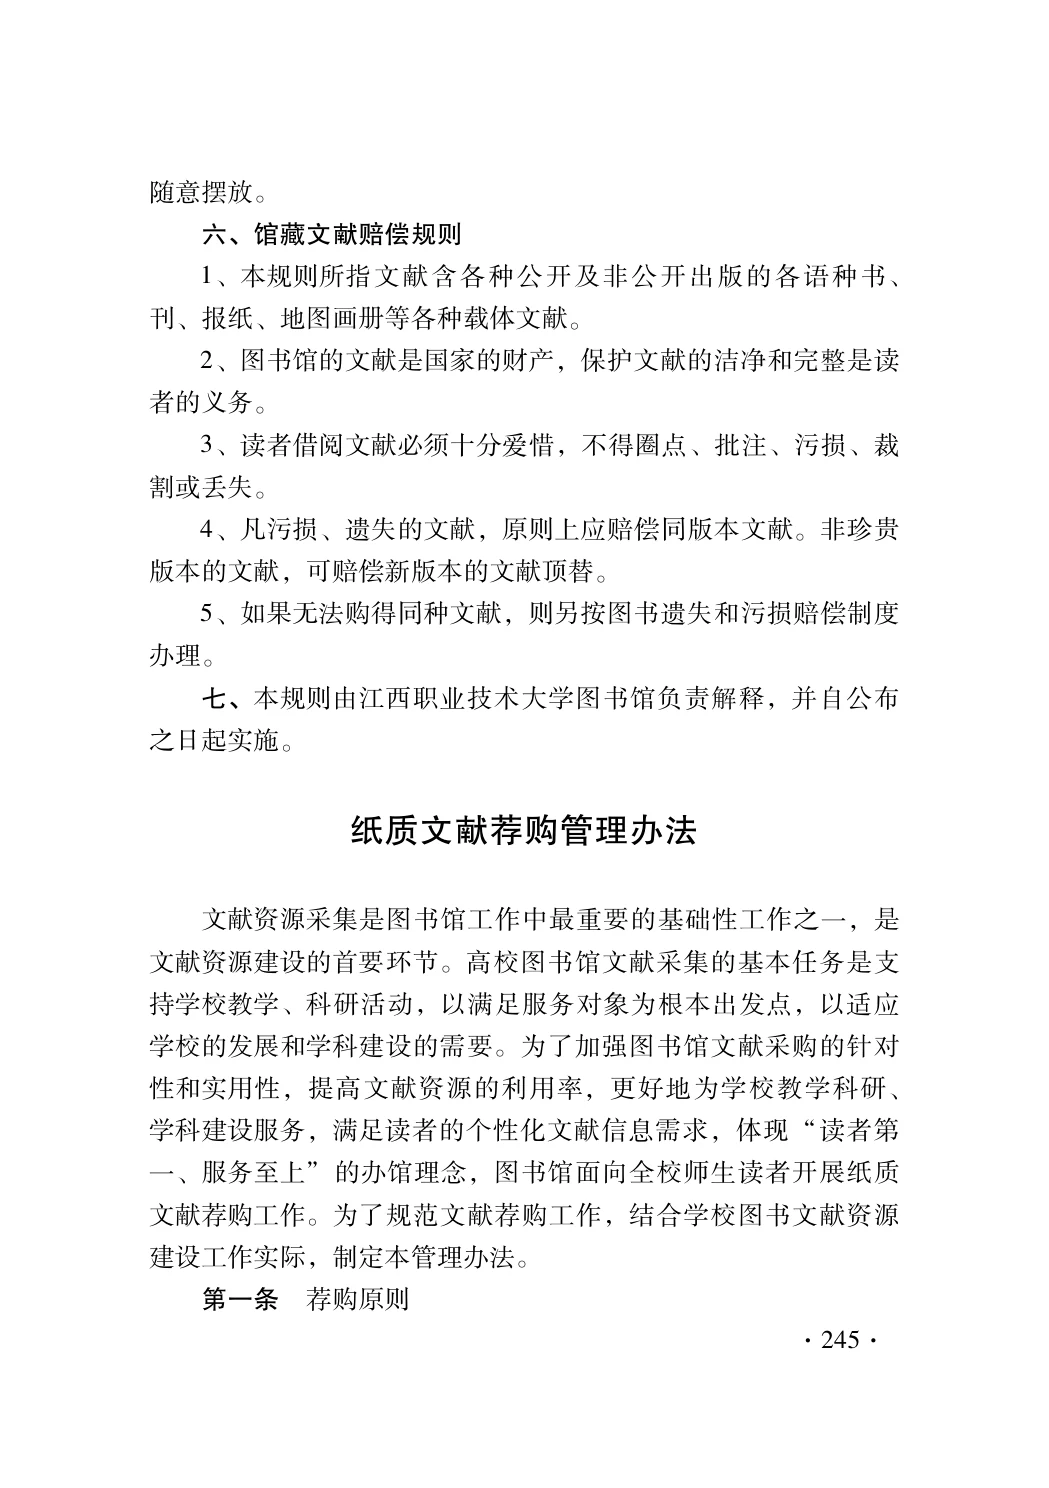 随意摆放。
六、馆藏文献赔偿规则
1、本规则所指文献含各种公开及非公开出版的各语种书、
刊、报纸、地图画册等各种载体文献。
2、图书馆的文献是国家的财产，保护文献的洁净和完整是读
者的义务。
3、读者借阅文献必须十分爱惜，不得圈点、批注、污损、裁
割或丢失。
4、凡污损、遗失的文献，原则上应赔偿同版本文献。非珍贵
版本的文献，可赔偿新版本的文献顶替。
5、如果无法购得同种文献，则另按图书遗失和污损赔偿制度
办理。
七、本规则由江西职业技术大学图书馆负责解释，并自公布
之日起实施。
纸质文献荐购管理办法
文献资源采集是图书馆工作中最重要的基础性工作之一，是
文献资源建设的首要环节。高校图书馆文献采集的基本任务是支
持学校教学、科研活动，以满足服务对象为根本出发点，以适应
学校的发展和学科建设的需要。为了加强图书馆文献采购的针对
性和实用性，提高文献资源的利用率，更好地为学校教学科研、
学科建设服务，满足读者的个性化文献信息需求，体现“读者第
一、服务至上”的办馆理念，图书馆面向全校师生读者开展纸质
文献荐购工作。为了规范文献荐购工作，结合学校图书文献资源
建设工作实际，制定本管理办法。
第一条　荐购原则
·245·